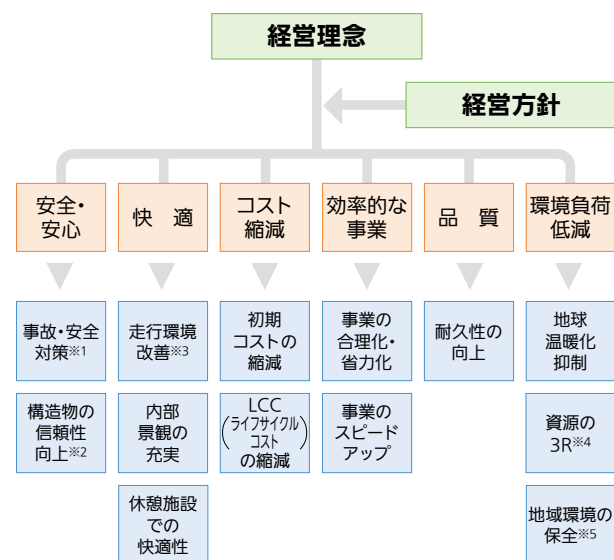 経営理念
経営方針
安全・
安心
快　適
コスト
縮減
効率的な
事業
品　質
環境負荷
低減
事故・安全
対策※1
走行環境
改善※3
初期
コストの
縮減
事業の
合理化・
省力化
耐久性の
向上
地球
温暖化
抑制
構造物の
信頼性
向上※2
内部
景観の
充実
LCC
(ライフサイクル
コスト)
の縮減
事業の
スピード
アップ
資源の
3R※4
休憩施設
での
快適性
地域環境の
保全※5